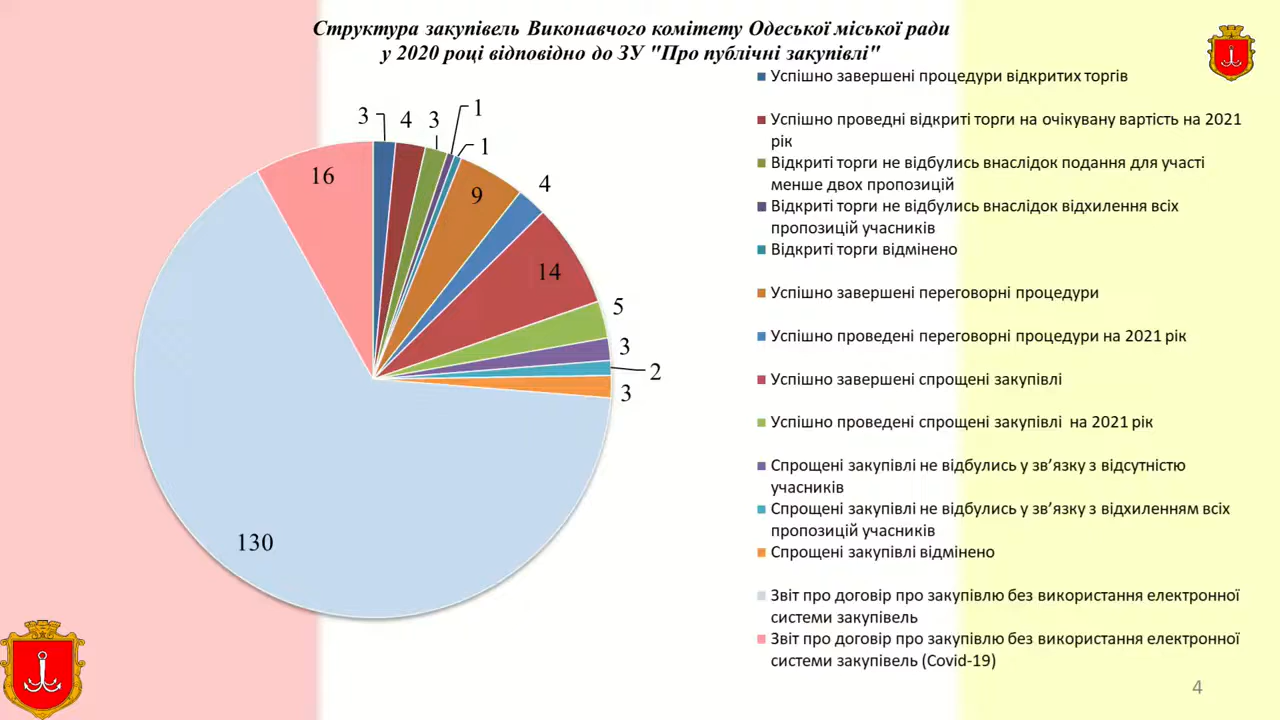 Структура закупівель Виконавчого комітету Одеської міської ради
у 2020 році відповідно до ЗУ "Про публічні закупівлі"
3
4
3
1
1
9
4
14
5
3
2
3
130
16
Успішно завершені процедури відкритих торгів
Успішно проведні відкриті торги на очікувану вартість на 2021
рік
Відкриті торги не відбулись внаслідок подання для участі
менше двох пропозицій
Відкриті торги не відбулись внаслідок відхилення всіх
пропозицій учасників
Відкриті торги відмінено
Успішно завершені переговорні процедури
Успішно проведені переговорні процедури на 2021 рік
Успішно завершені спрощені закупівлі
Успішно проведені спрощені закупівлі на 2021 рік
Спрощені закупівлі не відбулись у зв’язку з відсутністю
учасників
Спрощені закупівлі не відбулись у зв’язку з відхиленням всіх
пропозицій учасників
Спрощені закупівлі відмінено
Звіт про договір про закупівлю без використання електронної
системи закупівель
Звіт про договір про закупівлю без використання електронної
системи закупівель (Covid-19)
4